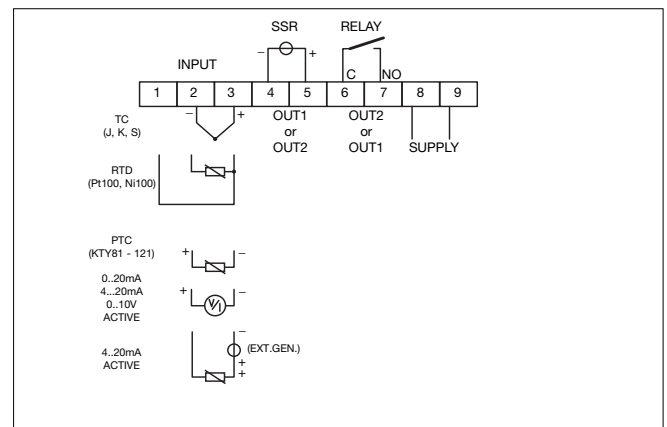 SSR RELAY
− +
INPUT
C NO
1 2 3 4 5 6 7 8 9
− +
TC
(J, K, S)
OUT1
or
OUT2
OUT2
or
OUT1
SUPPLY
RTD
(Pt100, Ni100)
PTC
(KTY81 - 121)
+ −
0..20mA
4...20mA
0..10V
ACTIVE
+ −
V/I
−
(EXT.GEN.)
4..20mA
ACTIVE
+
+